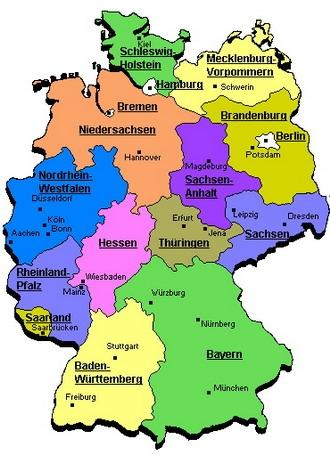 Kiel
Schleswig-
Holstein
Mecklenburg-
Vorpommern
Hamburg
Schwerin
Bremen
Brandenburg
Niedersachsen
Berlin
Potsdam
Hannover
Magdeburg
Sachsen-
Anhalt
Nordrhein-
Westfalen
Düsseldorf
Köln
Bonn
Aachen
Leipzig
Dresden
Sachsen
Erfurt
Jena
Thüringen
Hessen
Rheinland-
Pfalz
Wiesbaden
Mainz
Saarland
Saarbrücken
Würzburg
Nürnberg
Stuttgart
Bayern
Baden-
Württemberg
Freiburg
München